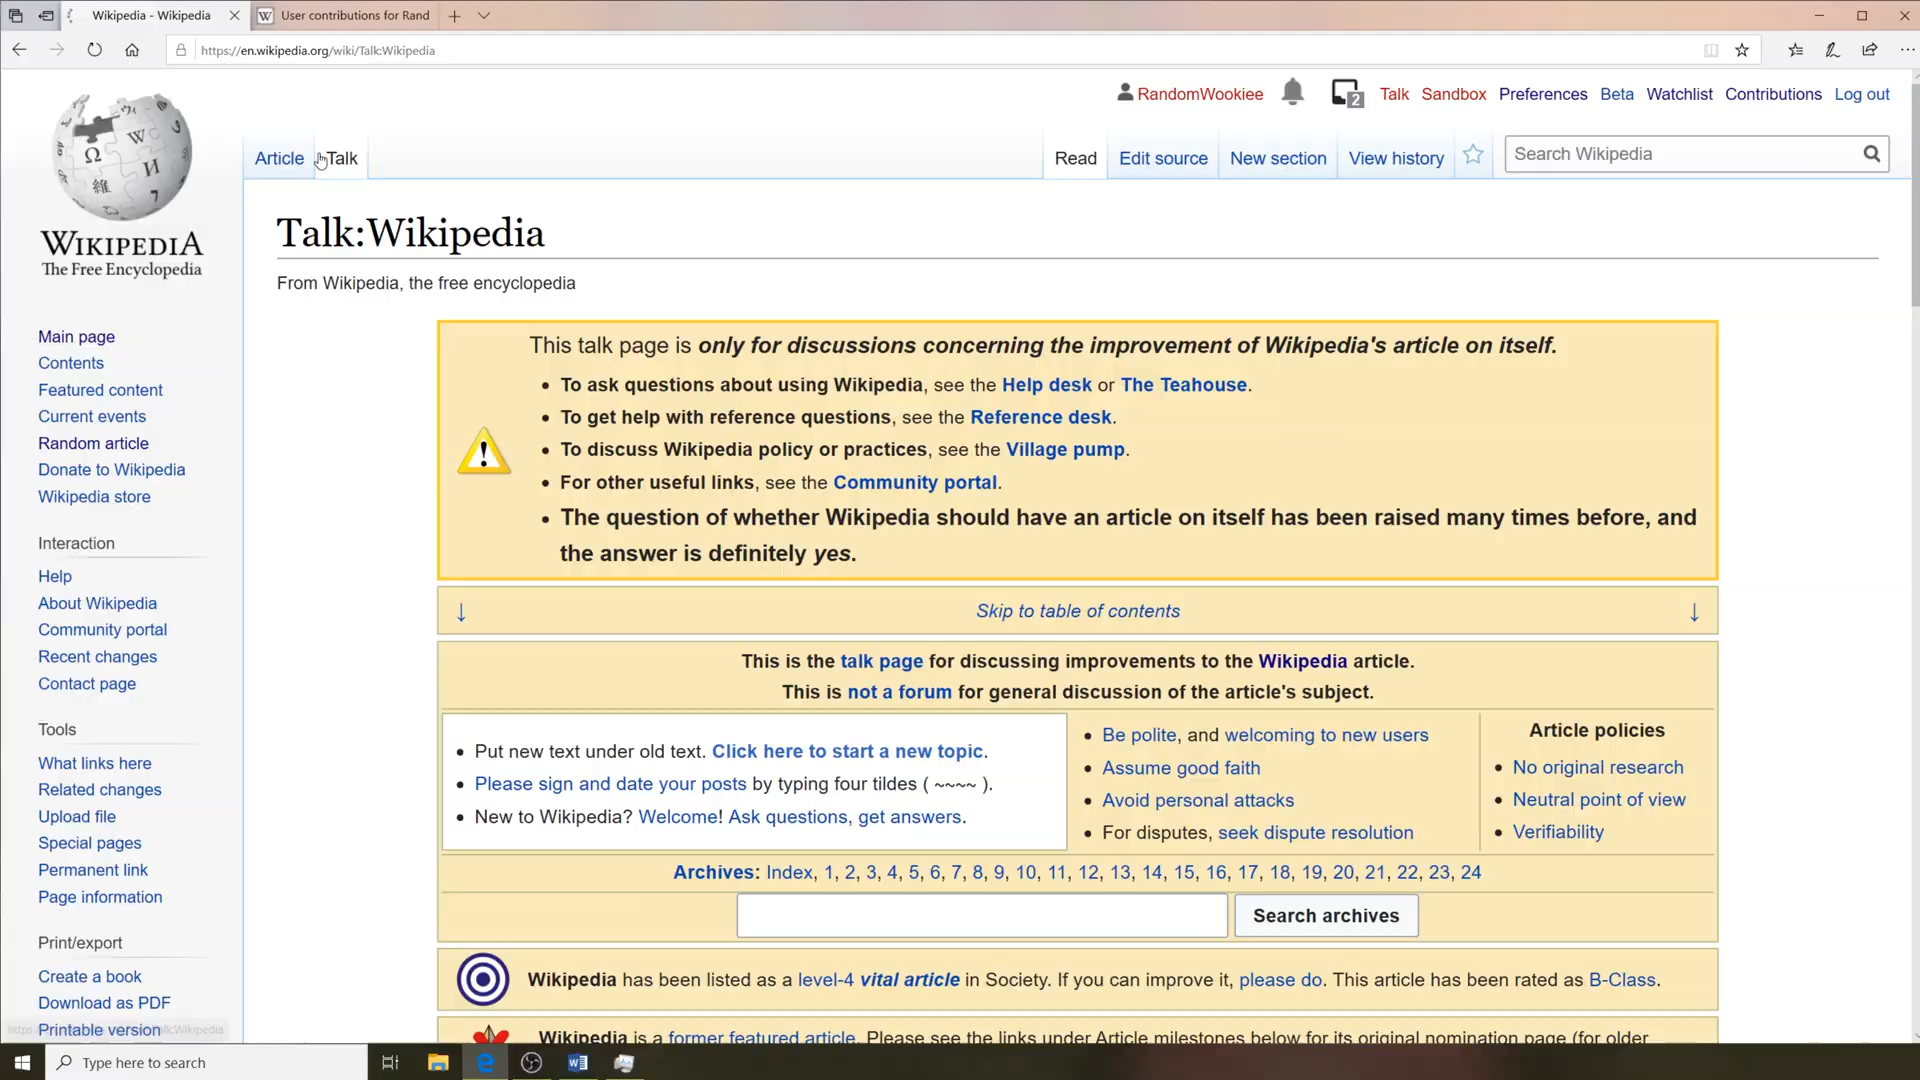 Wikipedia - Wikipedia
User contributions for Rand
https://en.wikipedia.org/wiki/Talk:Wikipedia
RandomWookiee 2 Talk Sandbox Preferences Beta Watchlist Contributions Log out
Article Talk Read Edit source New section View history Search Wikipedia
WIKIPEDIA
The Free Encyclopedia
Main page
Contents
Featured content
Current events
Random article
Donate to Wikipedia
Wikipedia store
Interaction
Help
About Wikipedia
Community portal
Recent changes
Contact page
Tools
What links here
Related changes
Upload file
Special pages
Permanent link
Page information
Print/export
Create a book
Download as PDF
Printable version
Talk:Wikipedia
From Wikipedia, the free encyclopedia
This talk page is only for discussions concerning the improvement of Wikipedia's article on itself.
• To ask questions about using Wikipedia, see the Help desk or The Teahouse.
• To get help with reference questions, see the Reference desk.
• To discuss Wikipedia policy or practices, see the Village pump.
• For other useful links, see the Community portal.
• The question of whether Wikipedia should have an article on itself has been raised many times before, and
the answer is definitely yes.
↓ Skip to table of contents ↓
This is the talk page for discussing improvements to the Wikipedia article.
This is not a forum for general discussion of the article's subject.
• Put new text under old text. Click here to start a new topic.
• Please sign and date your posts by typing four tildes ( ~~~~ ).
• New to Wikipedia? Welcome! Ask questions, get answers.
• Be polite, and welcoming to new users
• Assume good faith
• Avoid personal attacks
• For disputes, seek dispute resolution
Article policies
• No original research
• Neutral point of view
• Verifiability
Archives: Index, 1, 2, 3, 4, 5, 6, 7, 8, 9, 10, 11, 12, 13, 14, 15, 16, 17, 18, 19, 20, 21, 22, 23, 24
Search archives
Wikipedia has been listed as a level-4 vital article in Society. If you can improve it, please do. This article has been rated as B-Class.
Wikipedia is a former featured article. Please see the links under Article milestones below for its original nomination page (for older
Type here to search